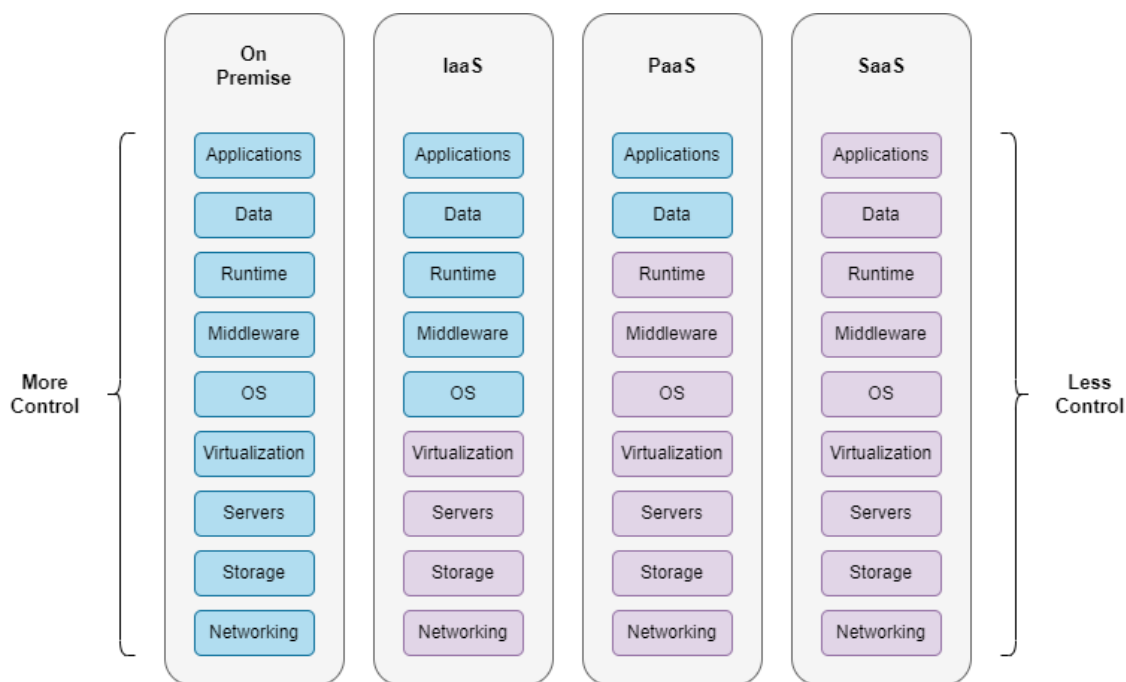 On
Premise
Applications
Data
Runtime
Middleware
OS
Virtualization
Servers
Storage
Networking
IaaS
Applications
Data
Runtime
Middleware
OS
Virtualization
Servers
Storage
Networking
PaaS
Applications
Data
Runtime
Middleware
OS
Virtualization
Servers
Storage
Networking
SaaS
Applications
Data
Runtime
Middleware
OS
Virtualization
Servers
Storage
Networking
More
Control
Less
Control